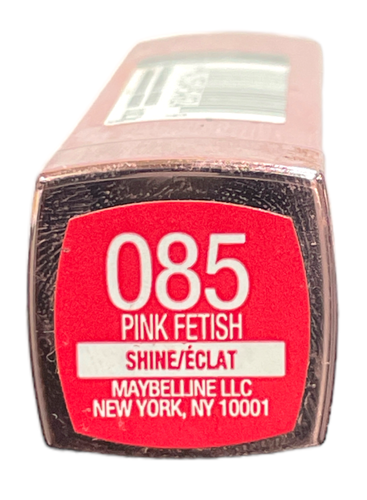 085
PINK FETISH
SHINE/ÉCLAT
MAYBELLINE LLC
NEW YORK, NY 10001